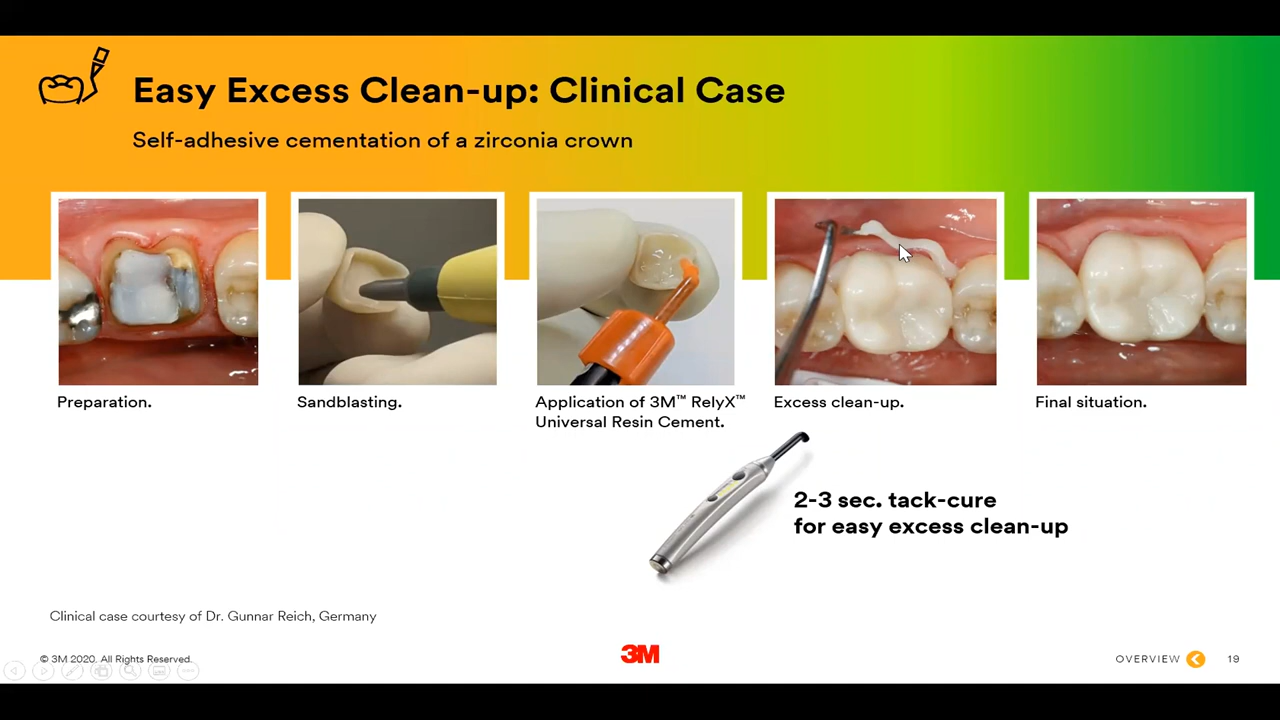 Easy Excess Clean-up: Clinical Case
Self-adhesive cementation of a zirconia crown
Preparation.
Sandblasting.
Application of 3M™ RelyX™
Universal Resin Cement.
Excess clean-up.
Final situation.
2-3 sec. tack-cure
for easy excess clean-up
Clinical case courtesy of Dr. Gunnar Reich, Germany
© 3M 2020. All Rights Reserved.
3M
OVERVIEW
19